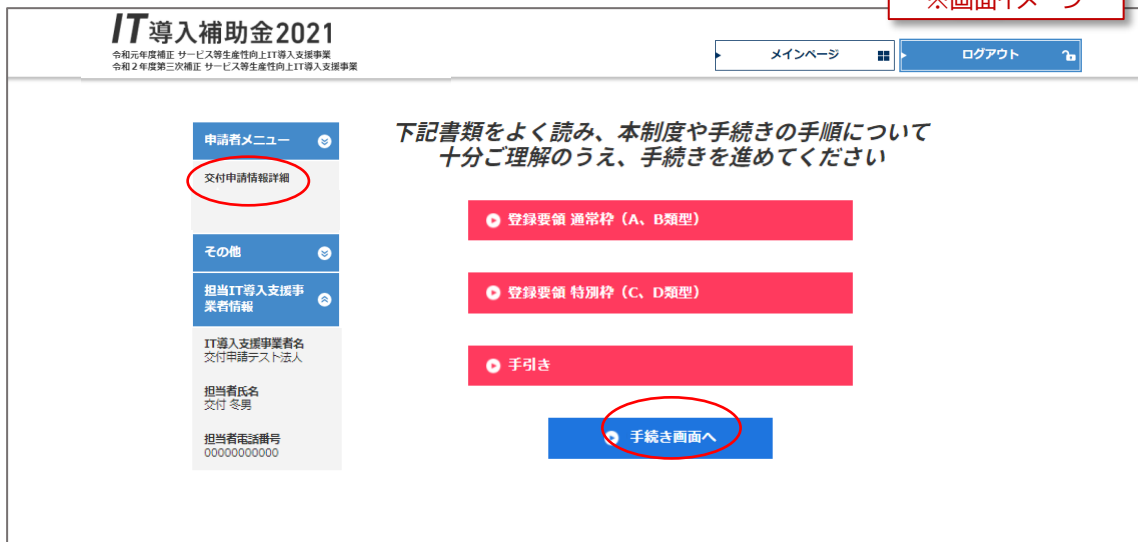 ※画面イメージ
IT導入補助金2021
令和元年度補正 サービス等生産性向上IT導入支援事業
令和２年度第三次補正 サービス等生産性向上IT導入支援事業
メインページ
ログアウト
申請者メニュー
交付申請情報詳細
その他
担当IT導入支援事
業者情報
IT導入支援事業者名
交付申請テスト法人
担当者氏名
交付 冬男
担当者電話番号
00000000000
下記書類をよく読み、本制度や手続きの手順について
十分ご理解のうえ、手続きを進めてください
登録要領 通常枠（A、B類型）
登録要領 特別枠（C、D類型）
手引き
手続き画面へ